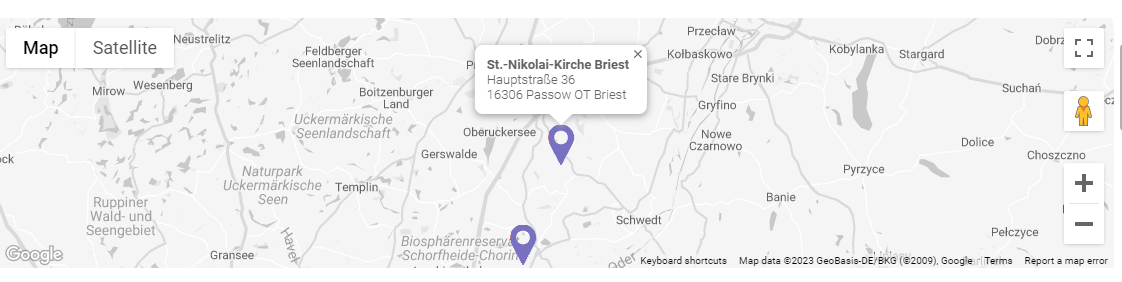 Map
Satellite
Neustrelitz
Feldberger
Seenlandschaft
Mirow
Wesenberg
Boitzenburger
Land
Uckermärkische
Seenlandschaft
Oberuckersee
Gerswalde
Naturpark
Uckermärkische
Seen
Templin
Ruppiner
Wald- und
Seengebiet
Gransee
Havel
St.-Nikolai-Kirche Briest
Hauptstraße 36
16306 Passow OT Briest
Biosphärenreserva
Schorfheide-Chorin
Schwedt
Oder
Przecław
Kołbaskowo
Stare Brynki
Gryfino
Nowe
Czarnowo
Kobylanka
Stargard
Suchań
Dolice
Choszczno
Pyrzyce
Banie
Pełczyce
Google
Keyboard shortcuts
Map data ©2023 GeoBasis-DE/BKG (©2009), Google
Terms
Report a map error